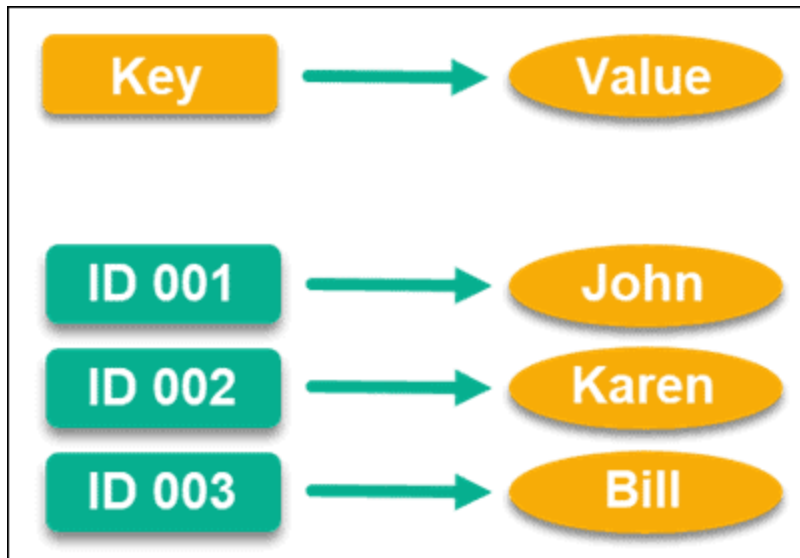 Key Value
ID 001 John
ID 002 Karen
ID 003 Bill